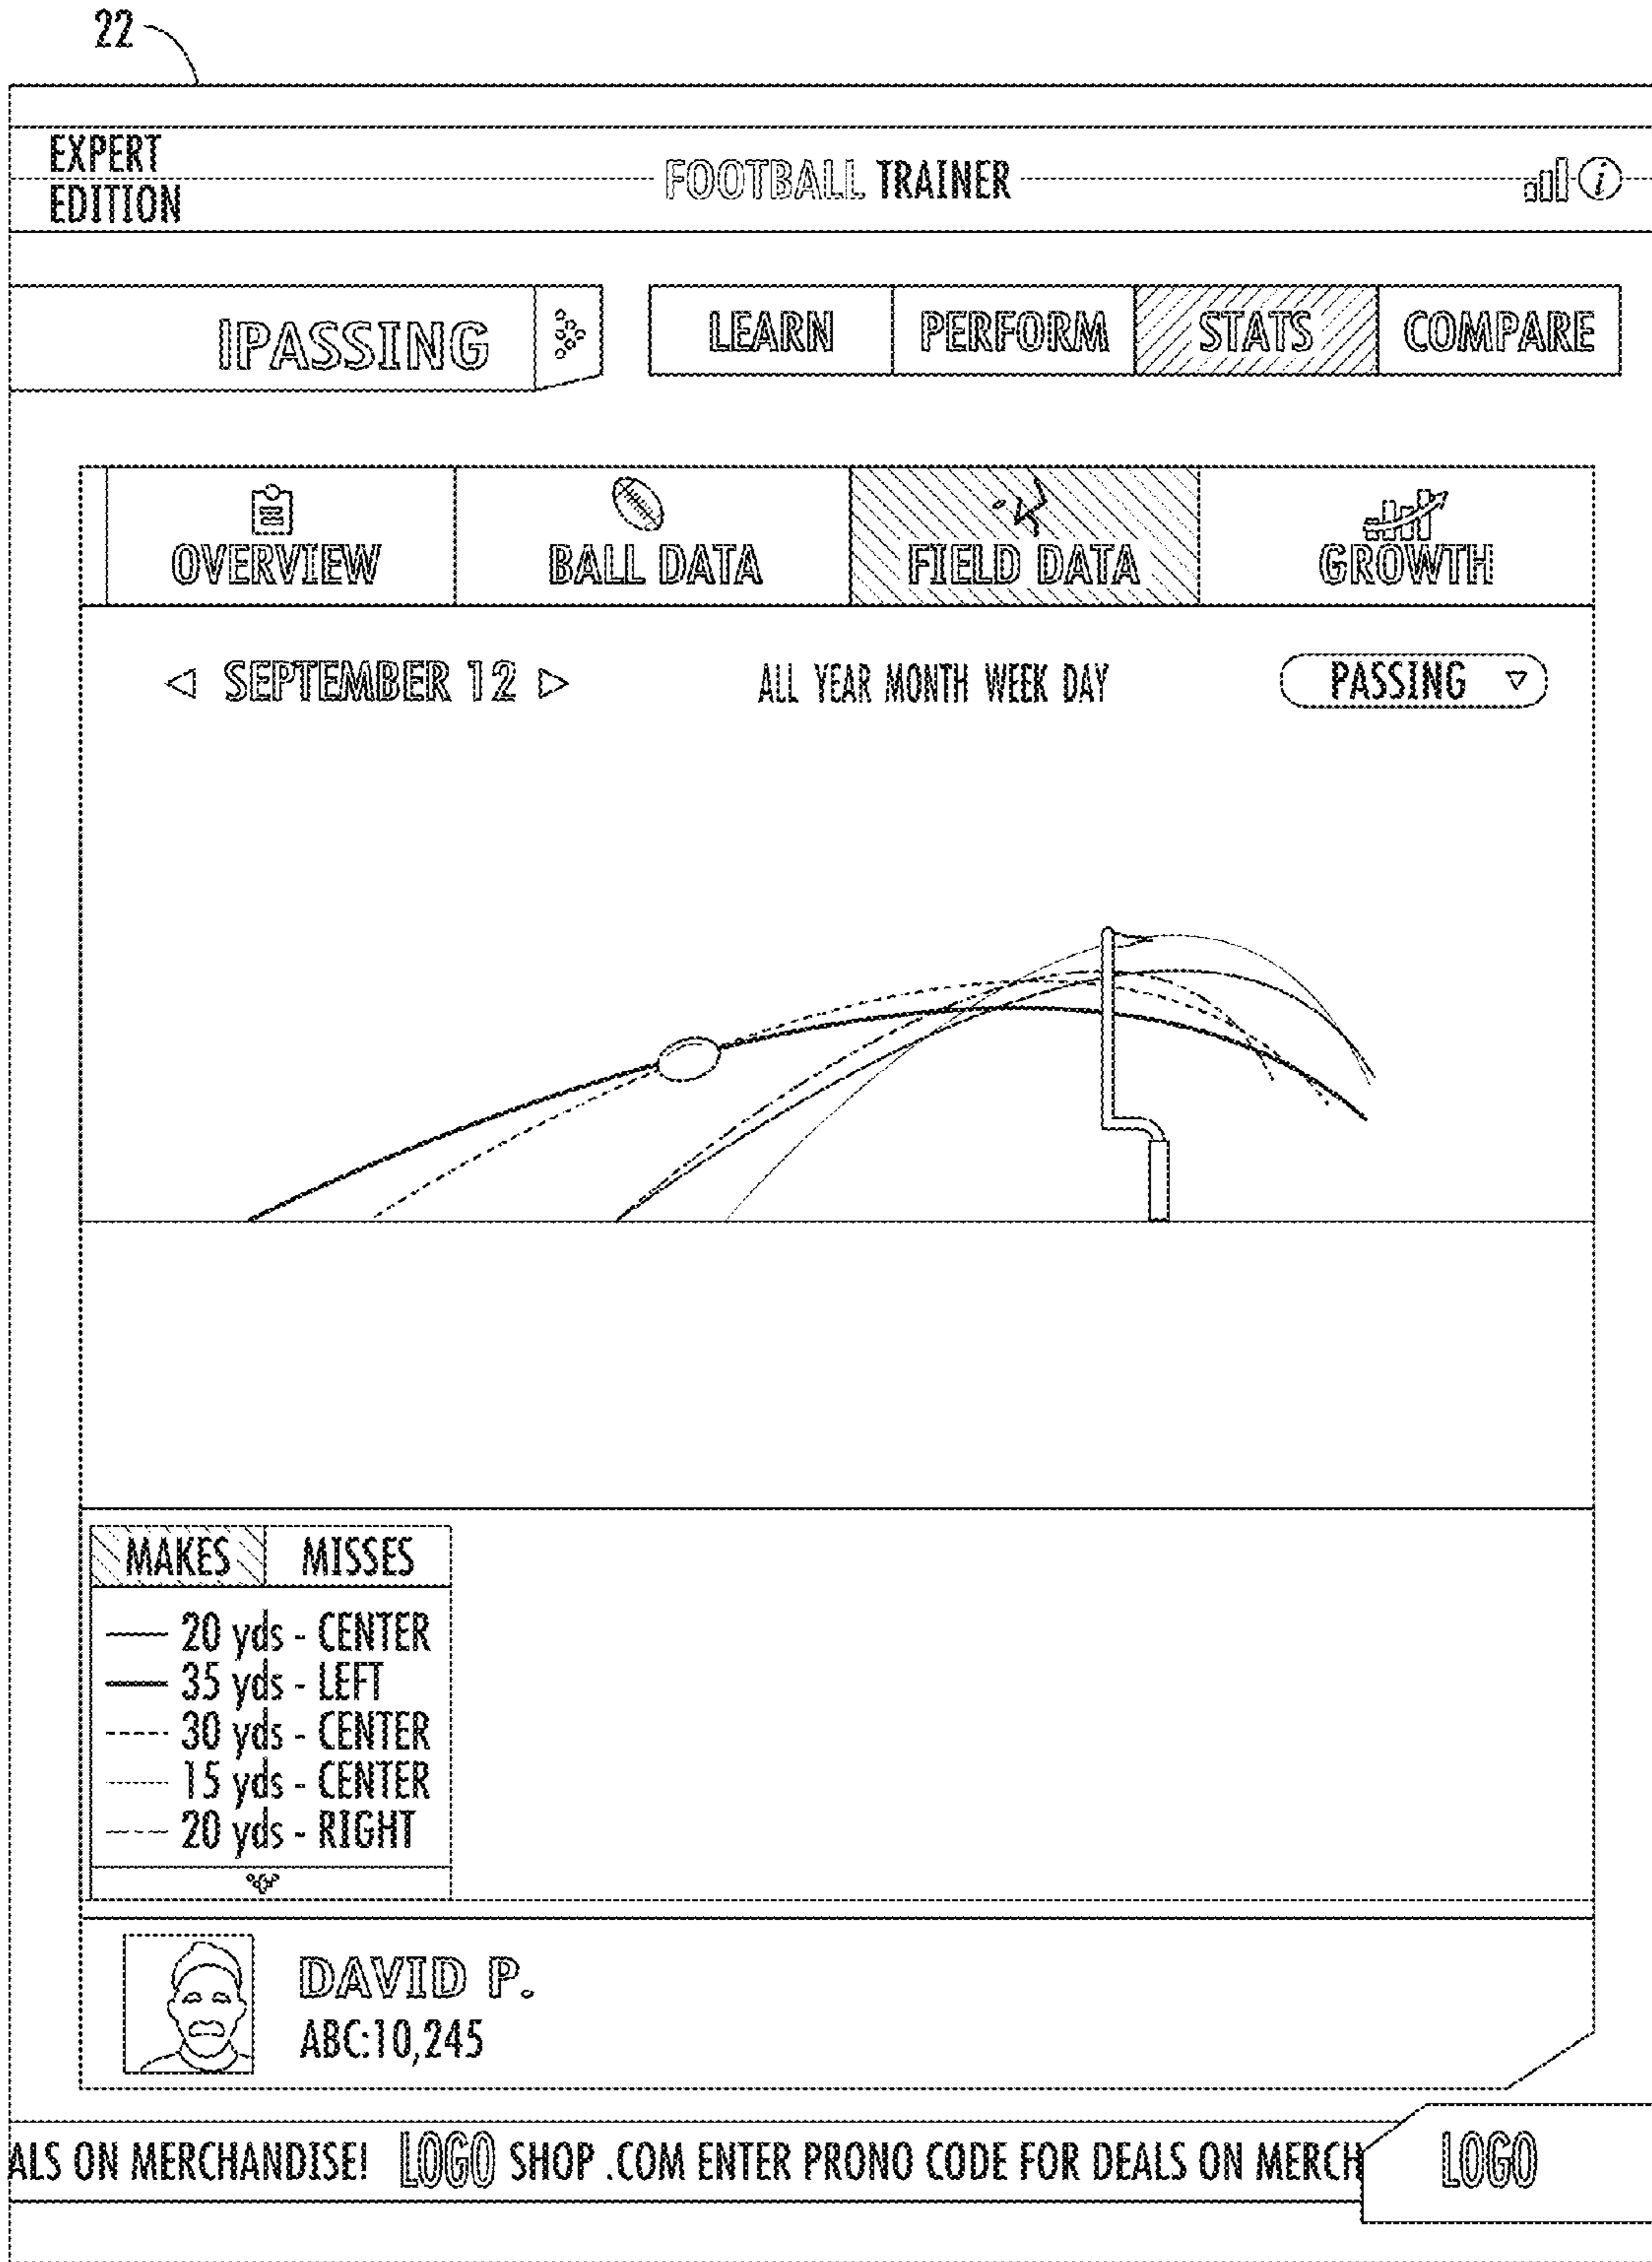 22
EXPERT
EDITION
FOOTBALL TRAINER
i
PASSING
LEARN PERFORM STATS COMPARE
OVERVIEW BALL DATA FIELD DATA GROWTH
SEPTEMBER 12 ALL YEAR MONTH WEEK DAY PASSING
MAKES MISSES
20 yds - CENTER
35 yds - LEFT
30 yds - CENTER
15 yds - CENTER
20 yds - RIGHT
DAVID P.
ABC:10,245
ALS ON MERCHANDISE! LOGO SHOP .COM ENTER PRONO CODE FOR DEALS ON MERCH LOGO